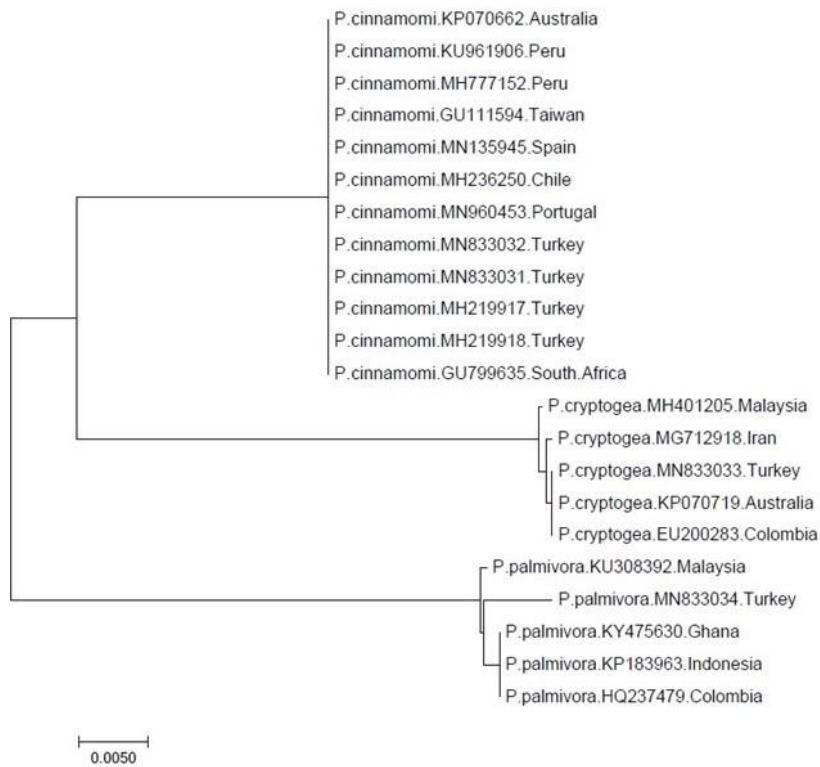 P.cinnamomi.KP070662.Australia
P.cinnamomi.KU961906.Peru
P.cinnamomi.MH777152.Peru
P.cinnamomi.GU111594.Taiwan
P.cinnamomi.MN135945.Spain
P.cinnamomi.MH236250.Chile
P.cinnamomi.MN960453.Portugal
P.cinnamomi.MN833032.Turkey
P.cinnamomi.MN833031.Turkey
P.cinnamomi.MH219917.Turkey
P.cinnamomi.MH219918.Turkey
P.cinnamomi.GU799635.South.Africa
P.cryptogea.MH401205.Malaysia
P.cryptogea.MG712918.Iran
P.cryptogea.MN833033.Turkey
P.cryptogea.KP070719.Australia
P.cryptogea.EU200283.Colombia
P.palmivora.KU308392.Malaysia
P.palmivora.MN833034.Turkey
P.palmivora.KY475630.Ghana
P.palmivora.KP183963.Indonesia
P.palmivora.HQ237479.Colombia
0.0050